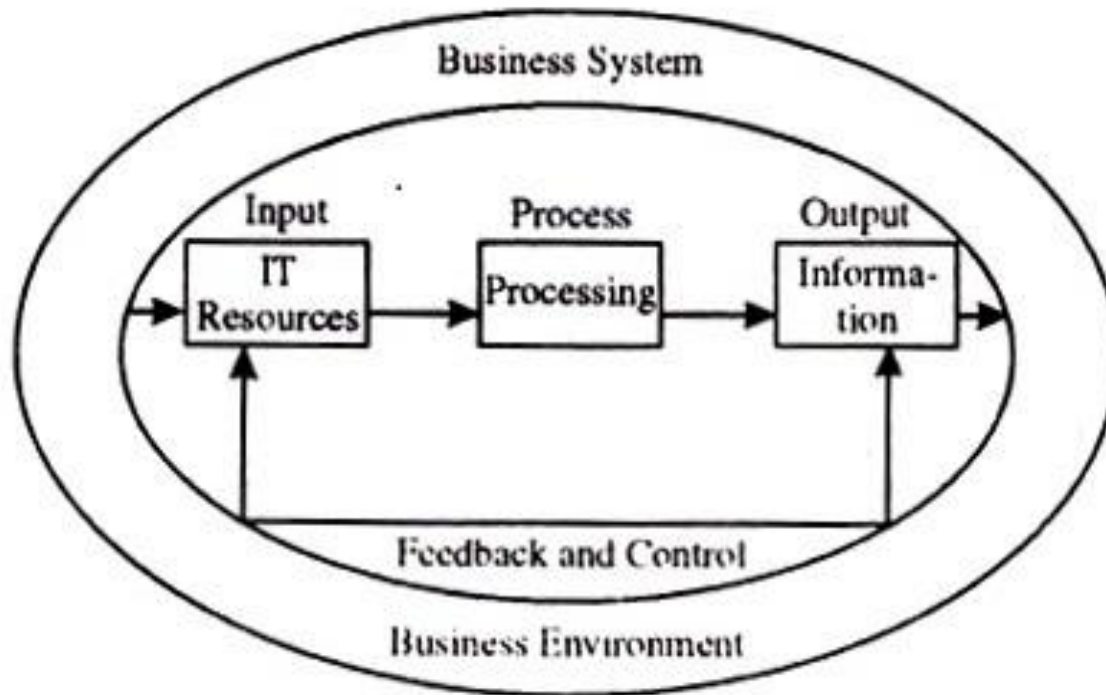 Business System
Input
Process
Output
IT
Resources
Processing
Informa-
tion
Feedback and Control
Business Environment